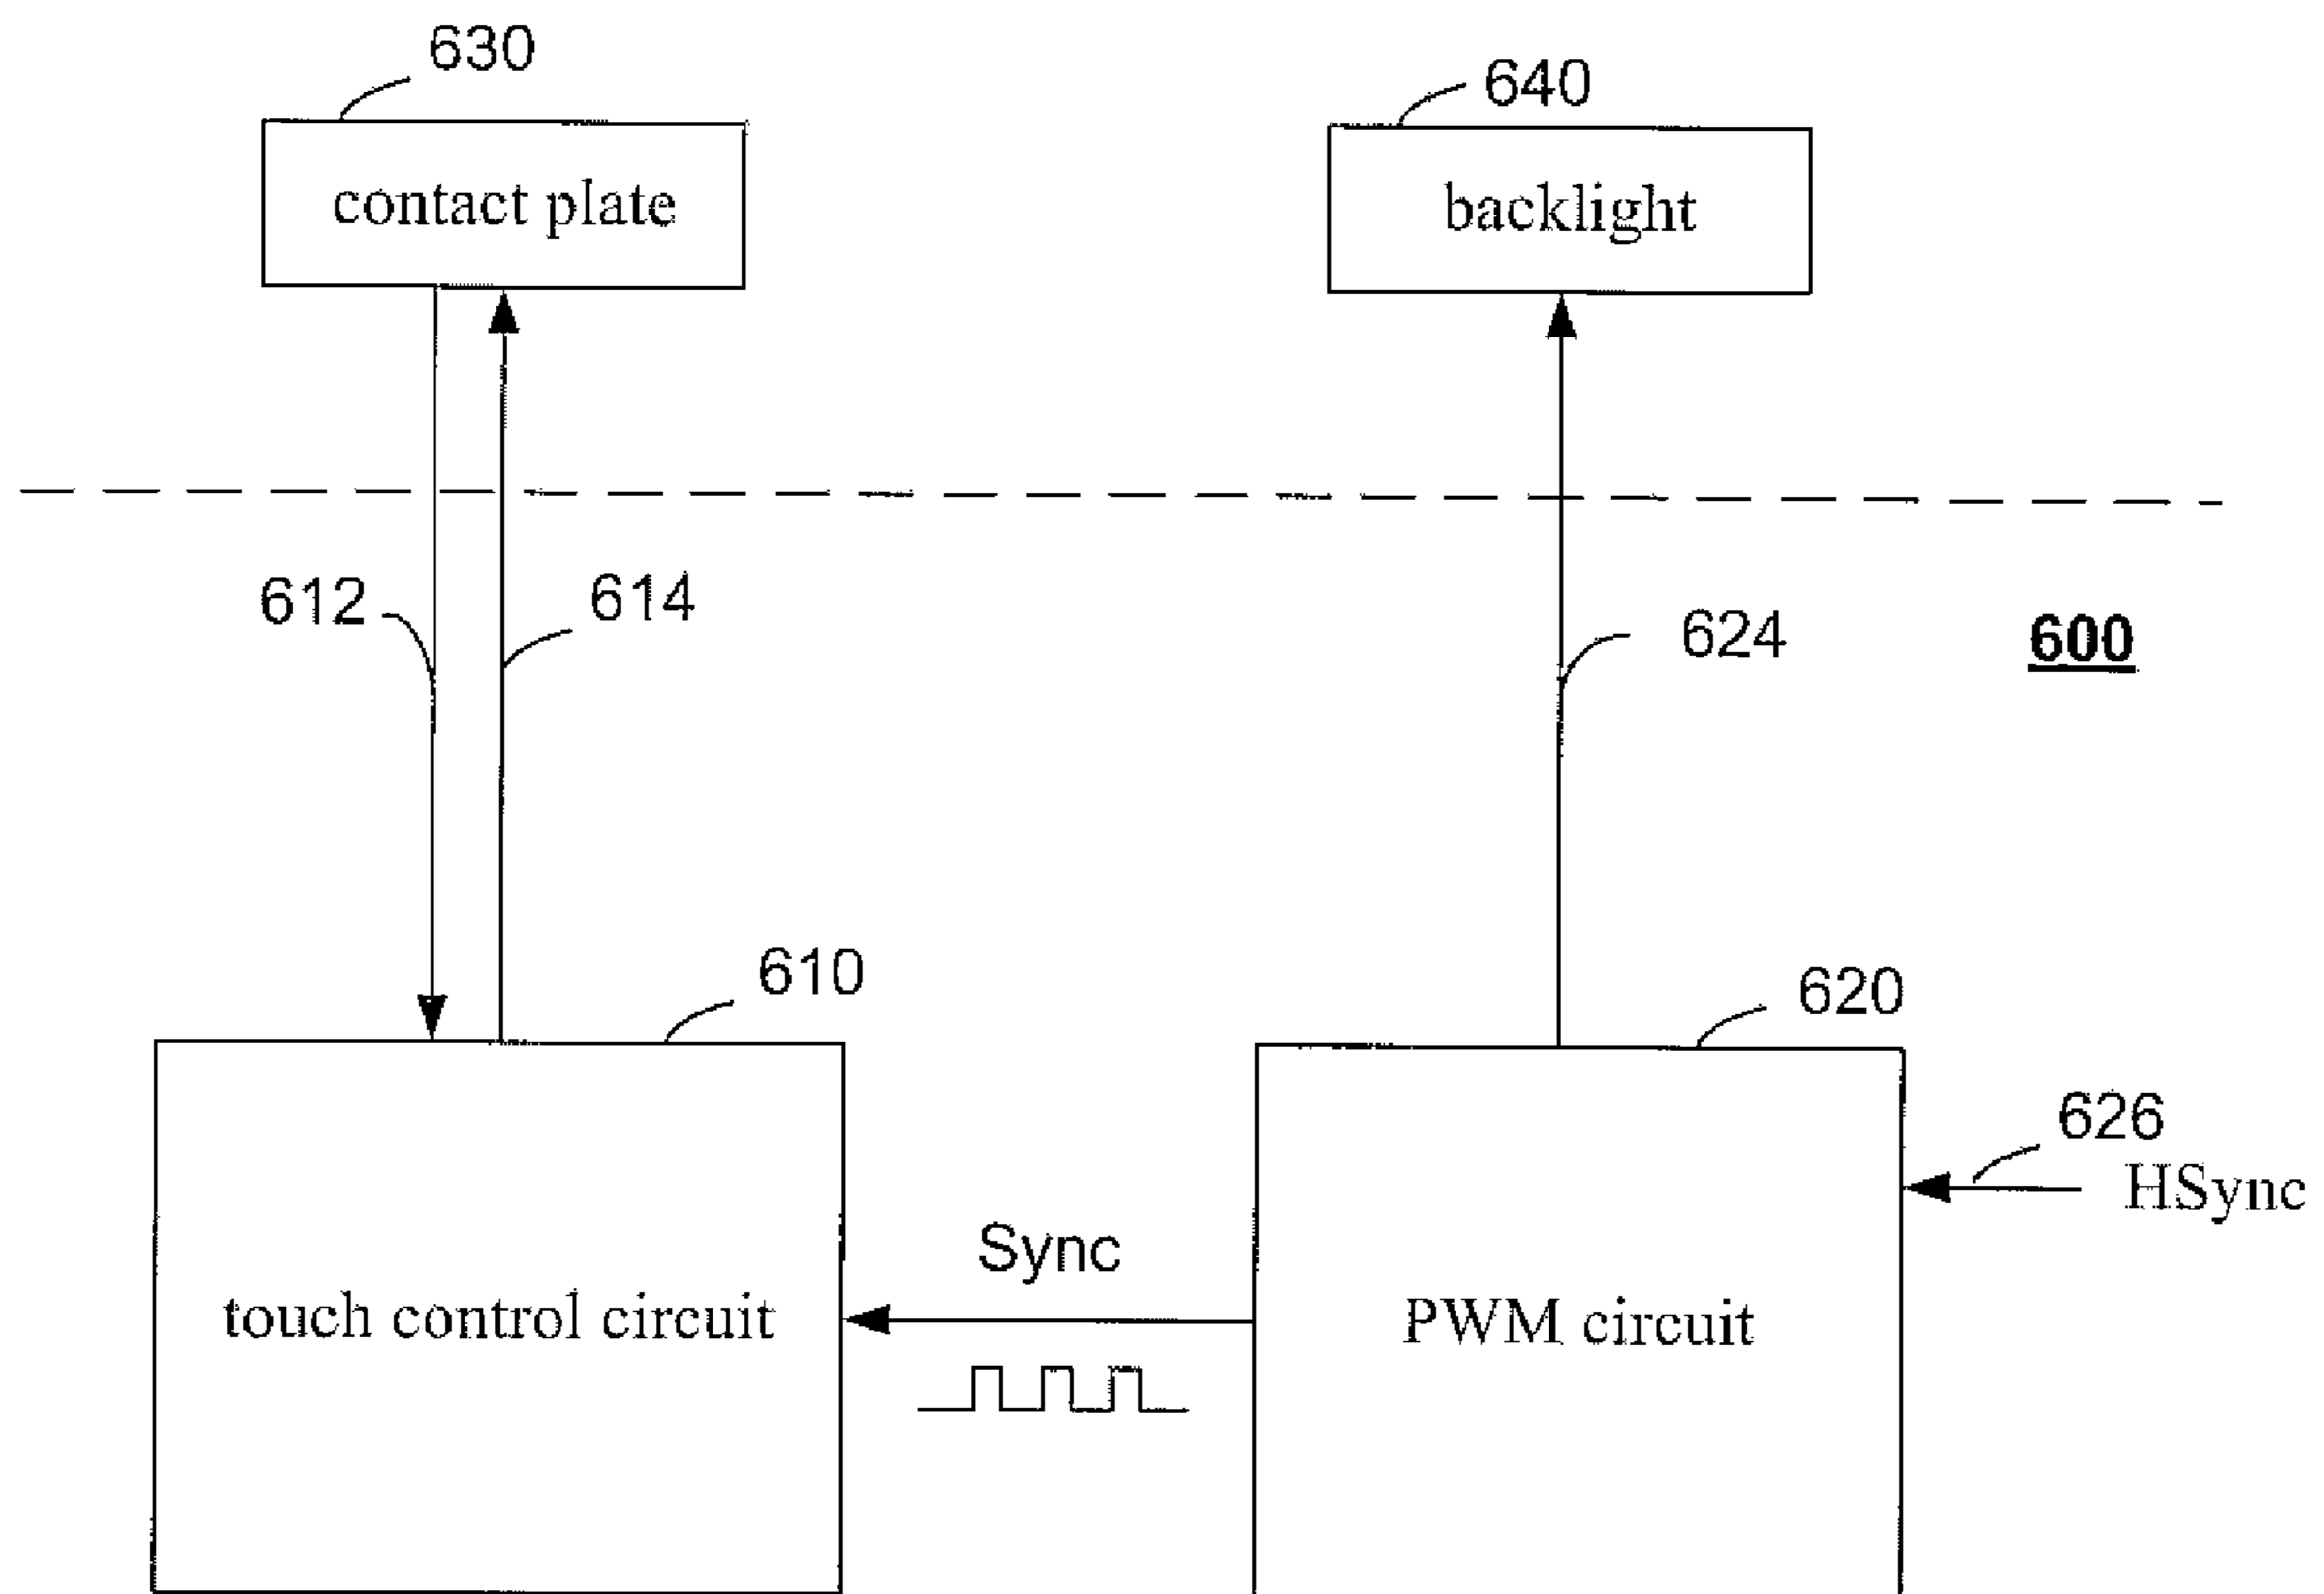 630
640
contact plate
backlight
612
614
624
600
610
620
626
HSync
Sync
touch control circuit
PWM circuit